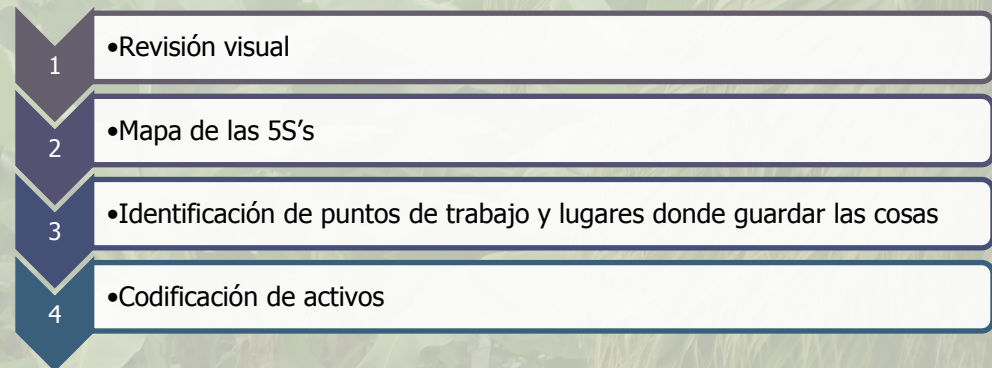 1
•Revisión visual
2
•Mapa de las 5S’s
3
•Identificación de puntos de trabajo y lugares donde guardar las cosas
4
•Codificación de activos